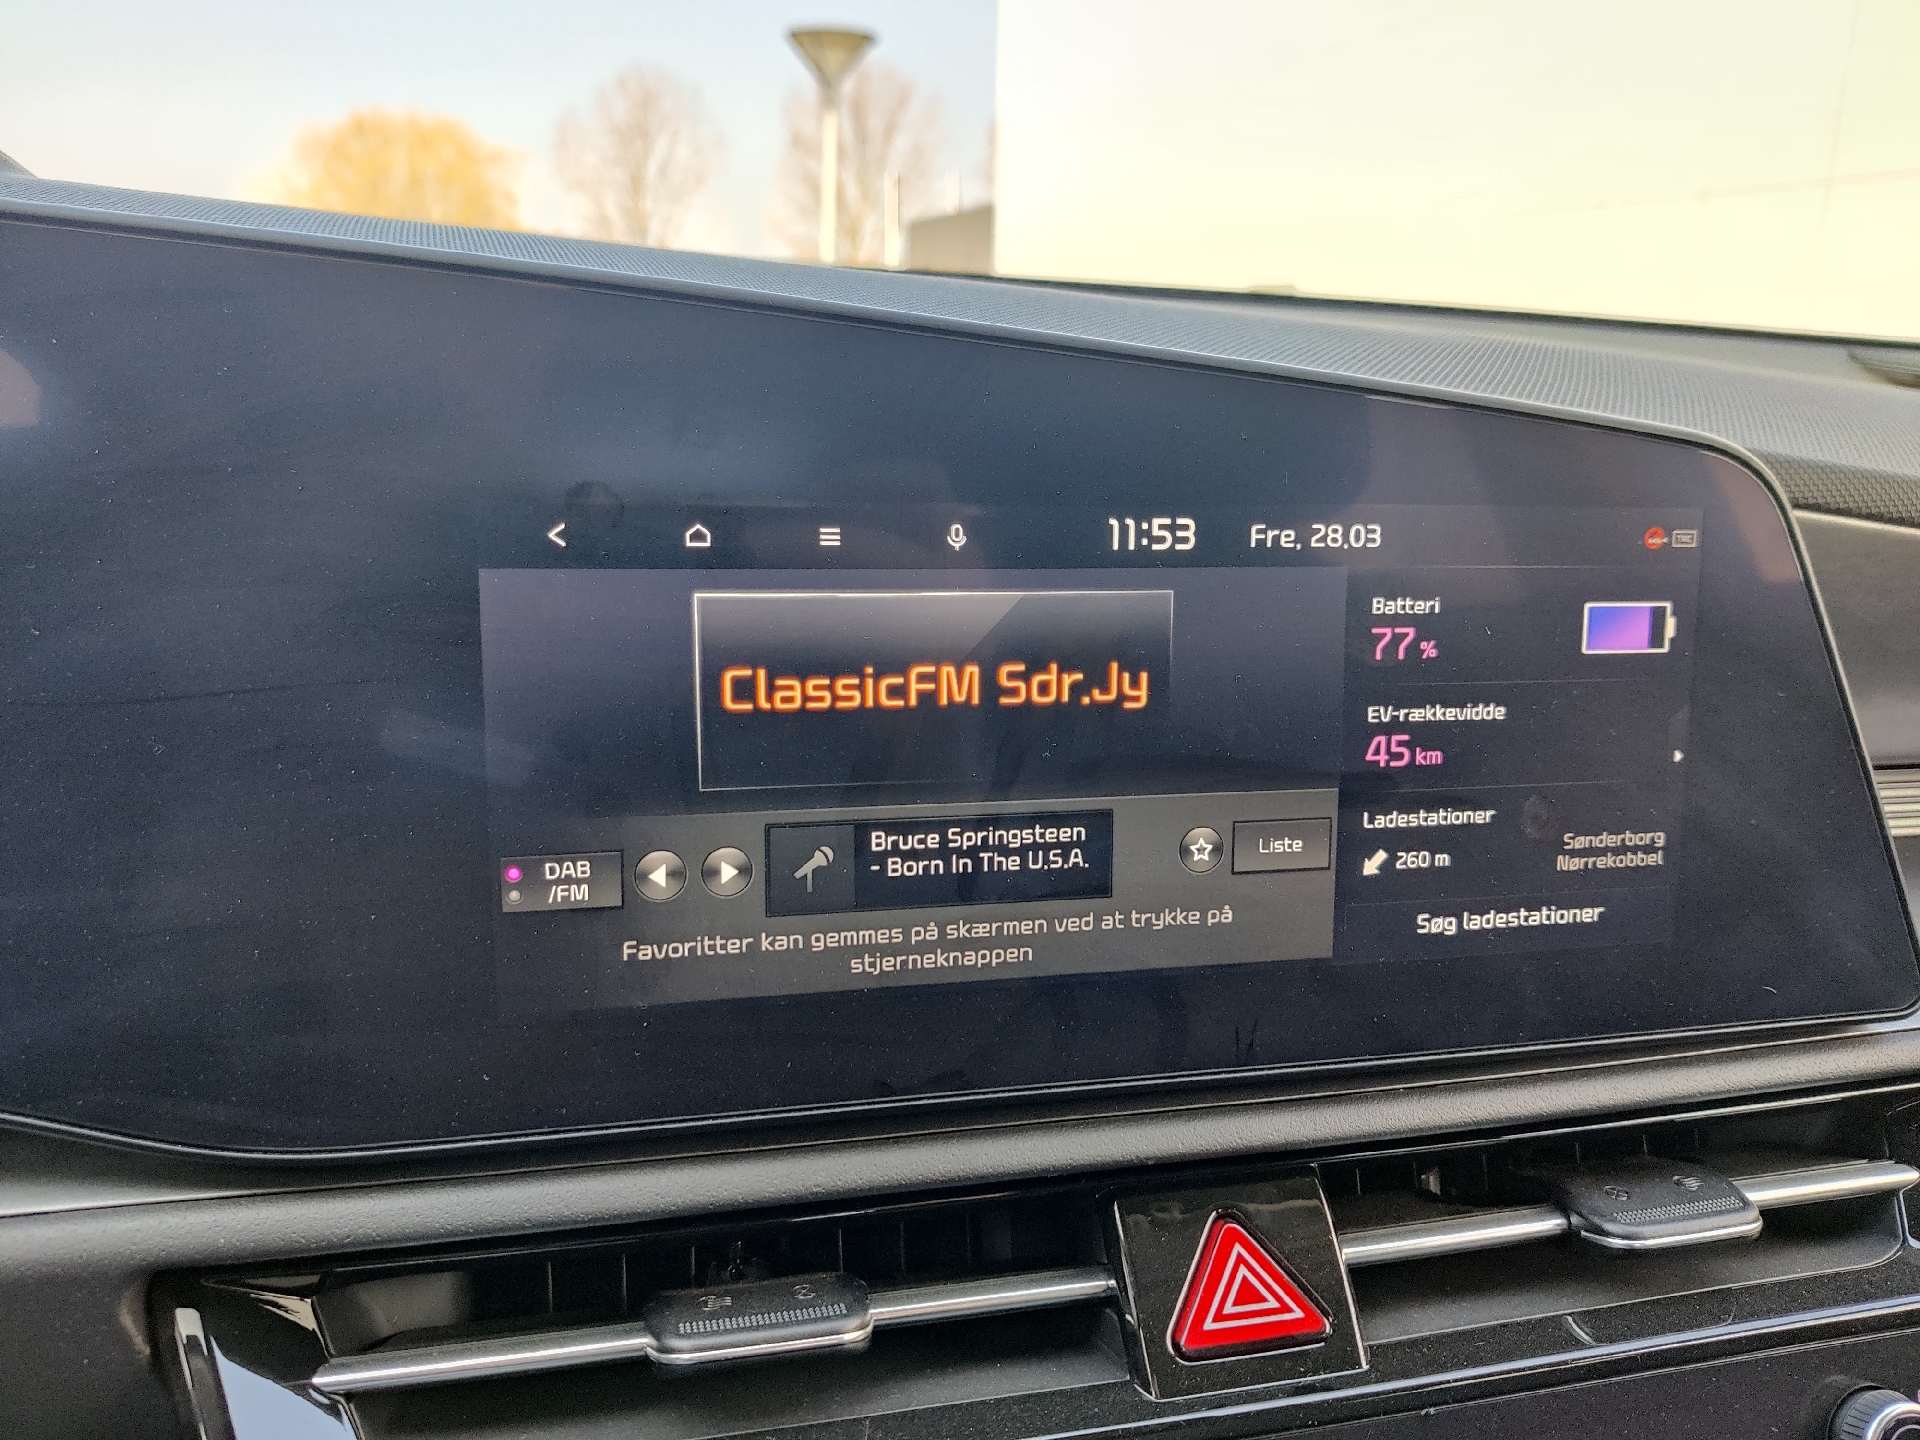 11:53 Fre, 28.03
TMC
ClassicFM Sdr.Jy
DAB
/FM
Bruce Springsteen
- Born In The U.S.A.
Liste
Favoritter kan gemmes på skærmen ved at trykke på
stjerneknappen
Batteri
77%
EV-rækkevidde
45 km
Ladestationer
260 m
Sønderborg
Nørrekobbel
Søg ladestationer